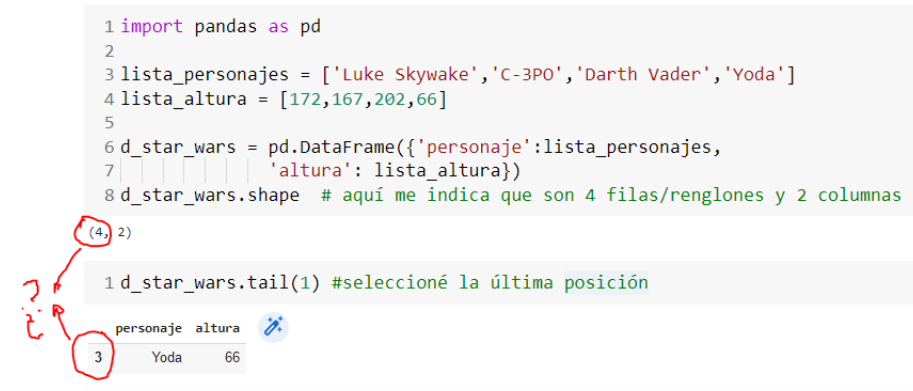 1 import pandas as pd
2
3 lista_personajes = ['Luke Skywake','C-3PO','Darth Vader','Yoda']
4 lista_altura = [172,167,202,66]
5
6 d_star_wars = pd.DataFrame({'personaje':lista_personajes,
7 'altura': lista_altura})
8 d_star_wars.shape # aquí me indica que son 4 filas/renglones y 2 columnas
(4, 2)
1 d_star_wars.tail(1) #seleccioné la última posición
? ¿
personaje altura
3 Yoda 66